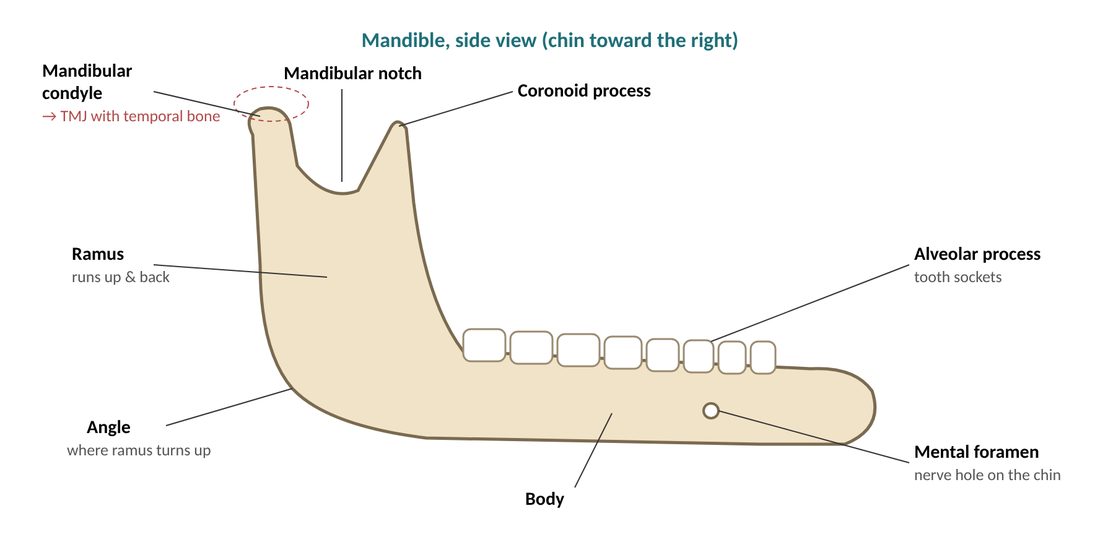 Mandible, side view (chin toward the right)
Mandibular
condyle
→ TMJ with temporal bone
Mandibular notch
Coronoid process
Ramus
runs up & back
Alveolar process
tooth sockets
Angle
where ramus turns up
Mental foramen
nerve hole on the chin
Body